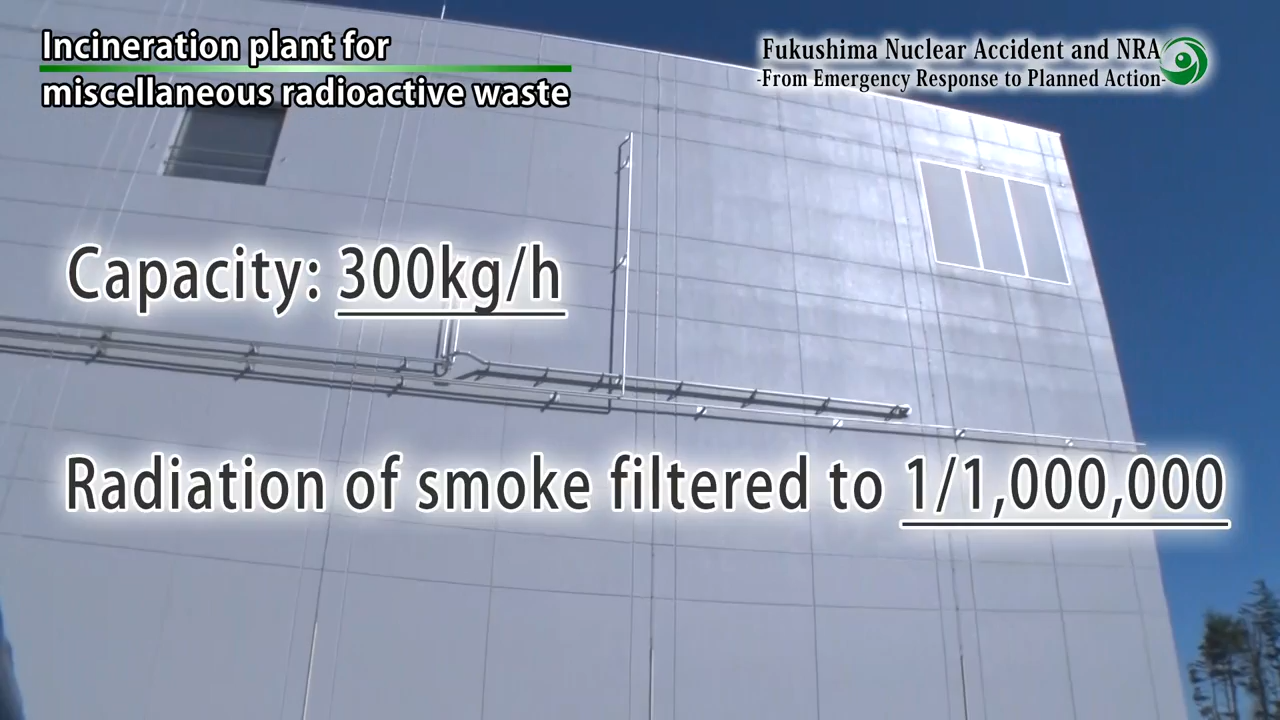 Incineration plant for
miscellaneous radioactive waste
Fukushima Nuclear Accident and NRA
-From Emergency Response to Planned Action-
Capacity: 300kg/h
Radiation of smoke filtered to 1/1,000,000